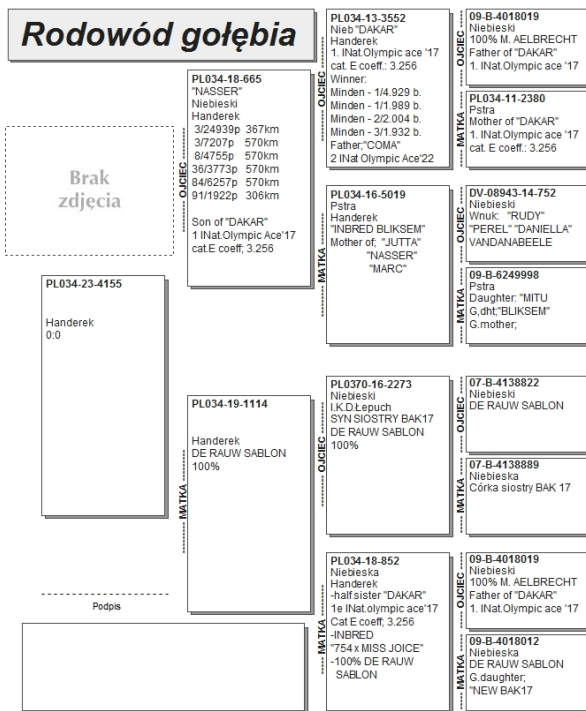 Rodowód gołębia
Brak
zdjęcia
PL034-23-4155
Handerek
0:0
Podpis
OJCIEC
PL034-18-665
"NASSER"
Niebieski
Handerek
3/24939p 367km
3/7207p 570km
8/4755p 570km
36/3773p 570km
84/6257p 570km
91/1922p 306km
Son of "DAKAR"
1 INat.Olympic Ace'17
cat.E coeff; 3.256
MATKA
PL034-19-1114
Handerek
DE RAUW SABLON
100%
OJCIEC
PL034-13-3552
Nieb "DAKAR"
Handerek
1. INat.Olympic ace '17
cat. E coeff.: 3.256
Winner:
Minden - 1/4.929 b.
Minden - 1/1.989 b.
Minden - 2/2.004 b.
Minden - 3/1.932 b.
Father;"COMA"
2 INat Olympic Ace'22
MATKA
PL034-16-5019
Pstra
Handerek
"INBRED BLIKSEM"
Mother of; "JUTTA"
"NASSER"
"MARC"
OJCIEC
PL0370-16-2273
Niebieski
I.K.D.Łepuch
SYN SIOSTRY BAK17
DE RAUW SABLON
100%
MATKA
PL034-18-852
Niebieska
Handerek
-half sister "DAKAR"
1e INat.olympic ace'17
Cat E coeff; 3.256
-INBRED
"754 x MISS JOICE"
-100% DE RAUW
SABLON
OJCIEC
09-B-4018019
Niebieski
100% M. AELBRECHT
Father of "DAKAR"
1. INat.Olympic ace '17
MATKA
PL034-11-2380
Pstra
Mother of "DAKAR"
1. INat.Olympic ace '17
cat. E coeff.: 3.256
OJCIEC
DV-08943-14-752
Niebieski
Wnuk: "RUDY"
"PEREL" "DANIELLA"
VANDANABEELE
MATKA
09-B-6249998
Pstra
Daughter: "MITU
G,dht;"BLIKSEM"
G.mother;
OJCIEC
07-B-4138822
Niebieski
DE RAUW SABLON
MATKA
07-B-4138889
Niebieska
Córka siostry BAK 17
OJCIEC
09-B-4018019
Niebieski
100% M. AELBRECHT
Father of "DAKAR"
1. INat.Olympic ace '17
MATKA
09-B-4018012
Niebieska
DE RAUW SABLON
G.daughter;
"NEW BAK17